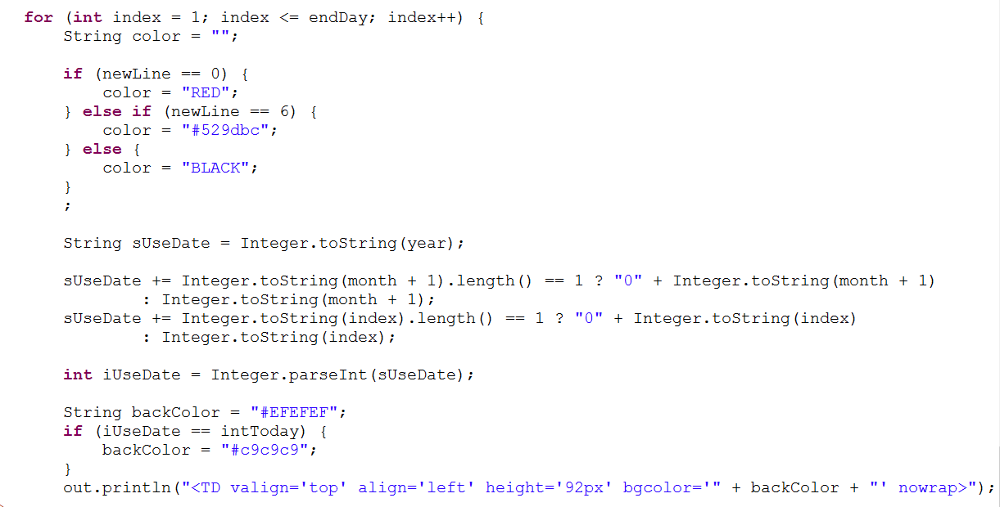 for (int index = 1; index <= endDay; index++) {
String color = "";
if (newLine == 0) {
color = "RED";
} else if (newLine == 6) {
color = "#529dbc";
} else {
color = "BLACK";
}
;
String sUseDate = Integer.toString(year);
sUseDate += Integer.toString(month + 1).length() == 1 ? "0" + Integer.toString(month + 1)
: Integer.toString(month + 1);
sUseDate += Integer.toString(index).length() == 1 ? "0" + Integer.toString(index)
: Integer.toString(index);
int iUseDate = Integer.parseInt(sUseDate);
String backColor = "#EFEFEF";
if (iUseDate == intToday) {
backColor = "#c9c9c9";
}
out.println("<TD valign='top' align='left' height='92px' bgcolor='" + backColor + "' nowrap>");